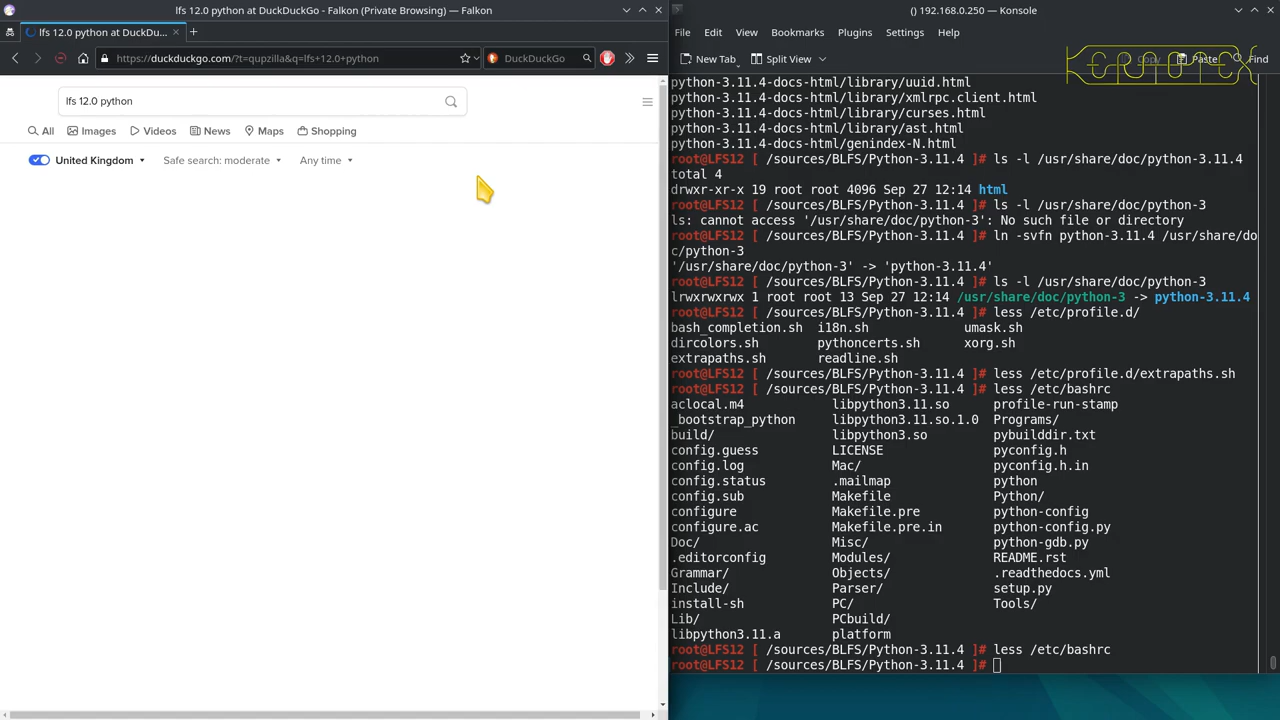 lfs 12.0 python at DuckDuckGo - Falkon (Private Browsing) — Falkon
lfs 12.0 python at DuckDu...
https://duckduckgo.com/?t=qupzilla&q=lfs+12.0+python
DuckDuckGo
lfs 12.0 python
All
Images
Videos
News
Maps
Shopping
United Kingdom
Safe search: moderate
Any time
() 192.168.0.250 — Konsole
File Edit View Bookmarks Plugins Settings Help
New Tab Split View Copy Paste Find
python-3.11.4-docs-html/library/uuid.html
python-3.11.4-docs-html/library/xmlrpc.client.html
python-3.11.4-docs-html/library/curses.html
python-3.11.4-docs-html/library/ast.html
python-3.11.4-docs-html/genindex-N.html
root@LFS12 [ /sources/BLFS/Python-3.11.4 ]# ls -l /usr/share/doc/python-3.11.4
total 4
drwxr-xr-x 19 root root 4096 Sep 27 12:14 html
root@LFS12 [ /sources/BLFS/Python-3.11.4 ]# ls -l /usr/share/doc/python-3
ls: cannot access '/usr/share/doc/python-3': No such file or directory
root@LFS12 [ /sources/BLFS/Python-3.11.4 ]# ln -svfn python-3.11.4 /usr/share/do
c/python-3
'/usr/share/doc/python-3' -> 'python-3.11.4'
root@LFS12 [ /sources/BLFS/Python-3.11.4 ]# ls -l /usr/share/doc/python-3
lrwxrwxrwx 1 root root 13 Sep 27 12:14 /usr/share/doc/python-3 -> python-3.11.4
root@LFS12 [ /sources/BLFS/Python-3.11.4 ]# less /etc/profile.d/
bash_completion.sh i18n.sh umask.sh
dircolors.sh pythoncerts.sh xorg.sh
extrapaths.sh readline.sh
root@LFS12 [ /sources/BLFS/Python-3.11.4 ]# less /etc/profile.d/extrapaths.sh
root@LFS12 [ /sources/BLFS/Python-3.11.4 ]# less /etc/bashrc
aclocal.m4 libpython3.11.so profile-run-stamp
_bootstrap_python libpython3.11.so.1.0 Programs/
build/ libpython3.so pybuilddir.txt
config.guess LICENSE pyconfig.h
config.log Mac/ pyconfig.h.in
config.status .mailmap python
config.sub Makefile Python/
configure Makefile.pre python-config
configure.ac Makefile.pre.in python-config.py
Doc/ Misc/ python-gdb.py
.editorconfig Modules/ README.rst
Grammar/ Objects/ .readthedocs.yml
Include/ Parser/ setup.py
install-sh PC/ Tools/
Lib/ PCbuild/
libpython3.11.a platform
root@LFS12 [ /sources/BLFS/Python-3.11.4 ]# less /etc/bashrc
root@LFS12 [ /sources/BLFS/Python-3.11.4 ]#